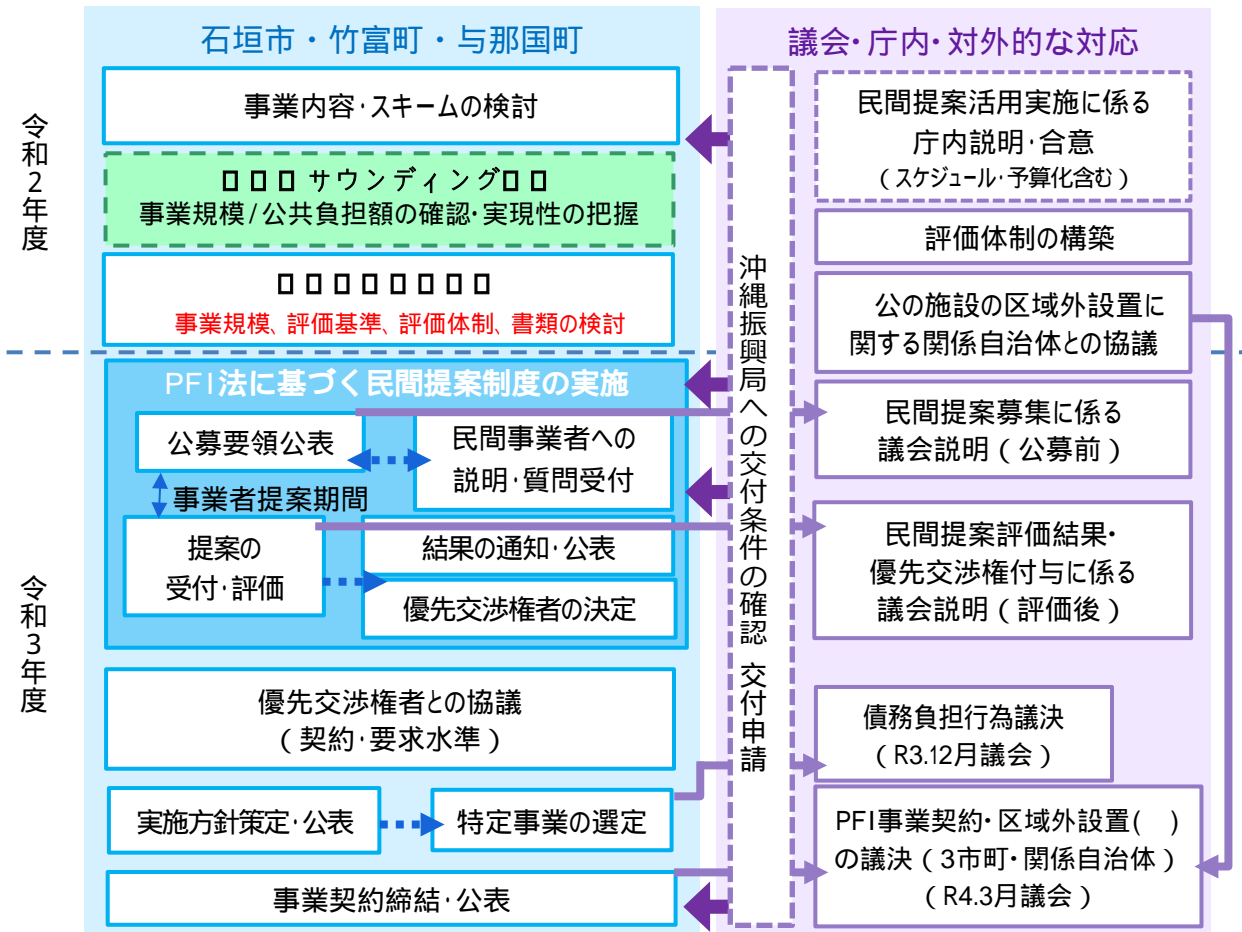 石垣市・竹富町・与那国町
議会・庁内・対外的な対応
令和2年度
事業内容・スキームの検討
サウンディング
事業規模/公共負担額の確認・実現性の把握
事業規模、評価基準、評価体制、書類の検討
民間提案活用実施に係る
庁内説明・合意
(スケジュール・予算化含む)
評価体制の構築
公の施設の区域外設置に
関する関係自治体との協議
沖縄振興局への交付条件の確認 交付申請
令和3年度
PFI法に基づく民間提案制度の実施
公募要領公表
民間事業者への
説明・質問受付
事業者提案期間
提案の
受付・評価
結果の通知・公表
優先交渉権者の決定
民間提案募集に係る
議会説明(公募前)
民間提案評価結果・
優先交渉権付与に係る
議会説明(評価後)
優先交渉権者との協議
(契約・要求水準)
債務負担行為議決
(R3.12月議会)
実施方針策定・公表
特定事業の選定
PFI事業契約・区域外設置( )
の議決(3市町・関係自治体)
(R4.3月議会)
事業契約締結・公表